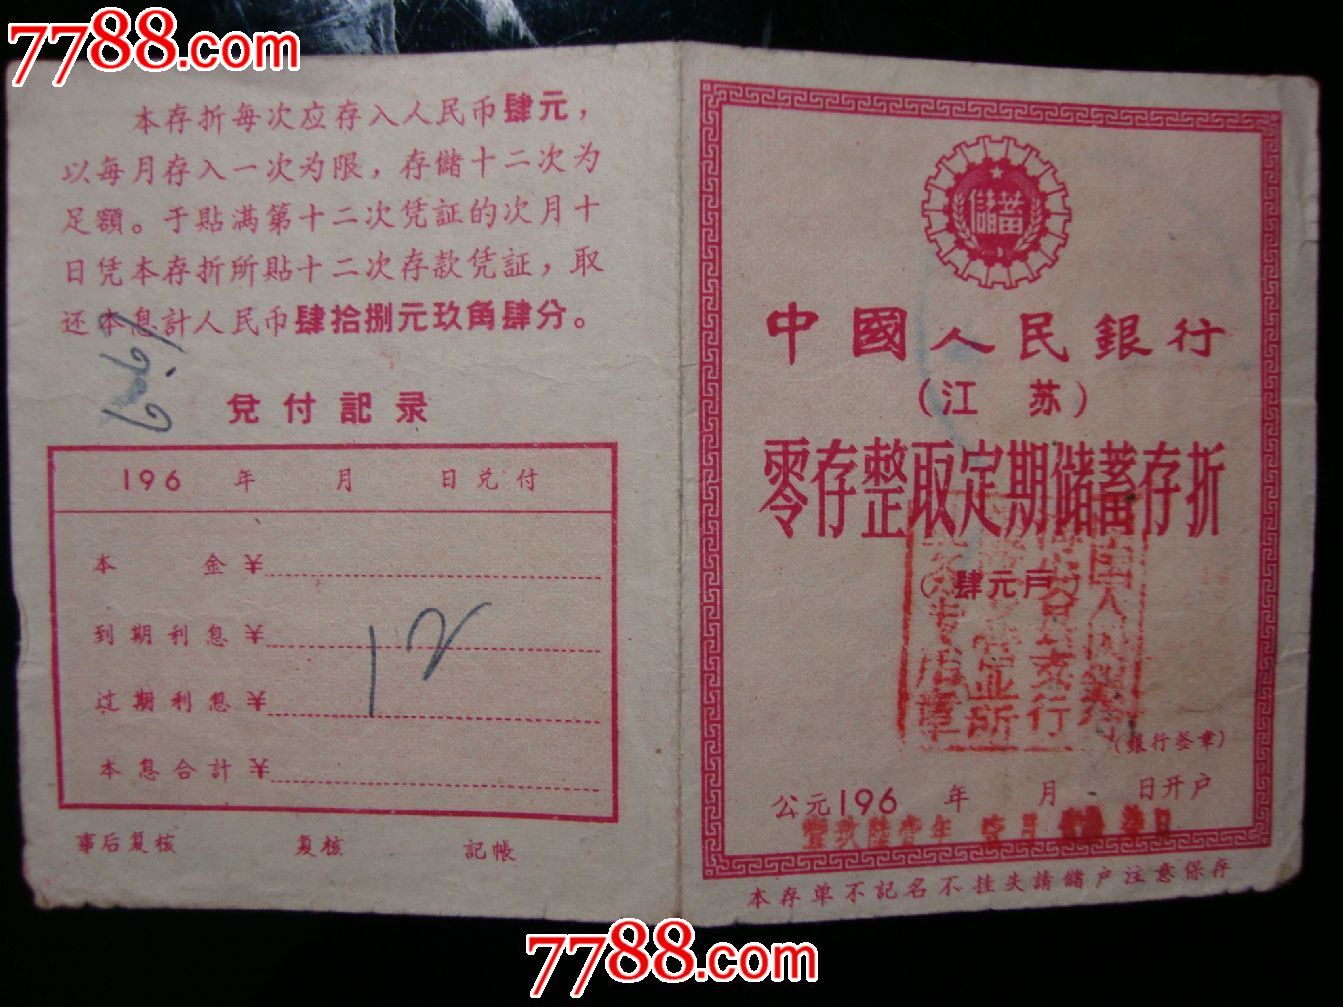 7788.com
本存折每次应存入人民币肆元，
以每月存入一次为限，存儲十二次为
足額。于貼滿第十二次凭証的次月十
日凭本存折所貼十二次存款凭証，取
还本息計人民币肆拾捌元玖角肆分。
兌付記录
196 年 月 日兑付
本 金 ¥
到期利息 ¥
过期利息 ¥
本息合計 ¥
12
事后复核 复核 記帳
儲蓄
中國人民銀行
（江苏）
零存整取定期储蓄存折
（肆元戶）
（銀行签章）
公元196 年 月 日开户
本存单不記名不挂失請儲户注意保存
7788.com